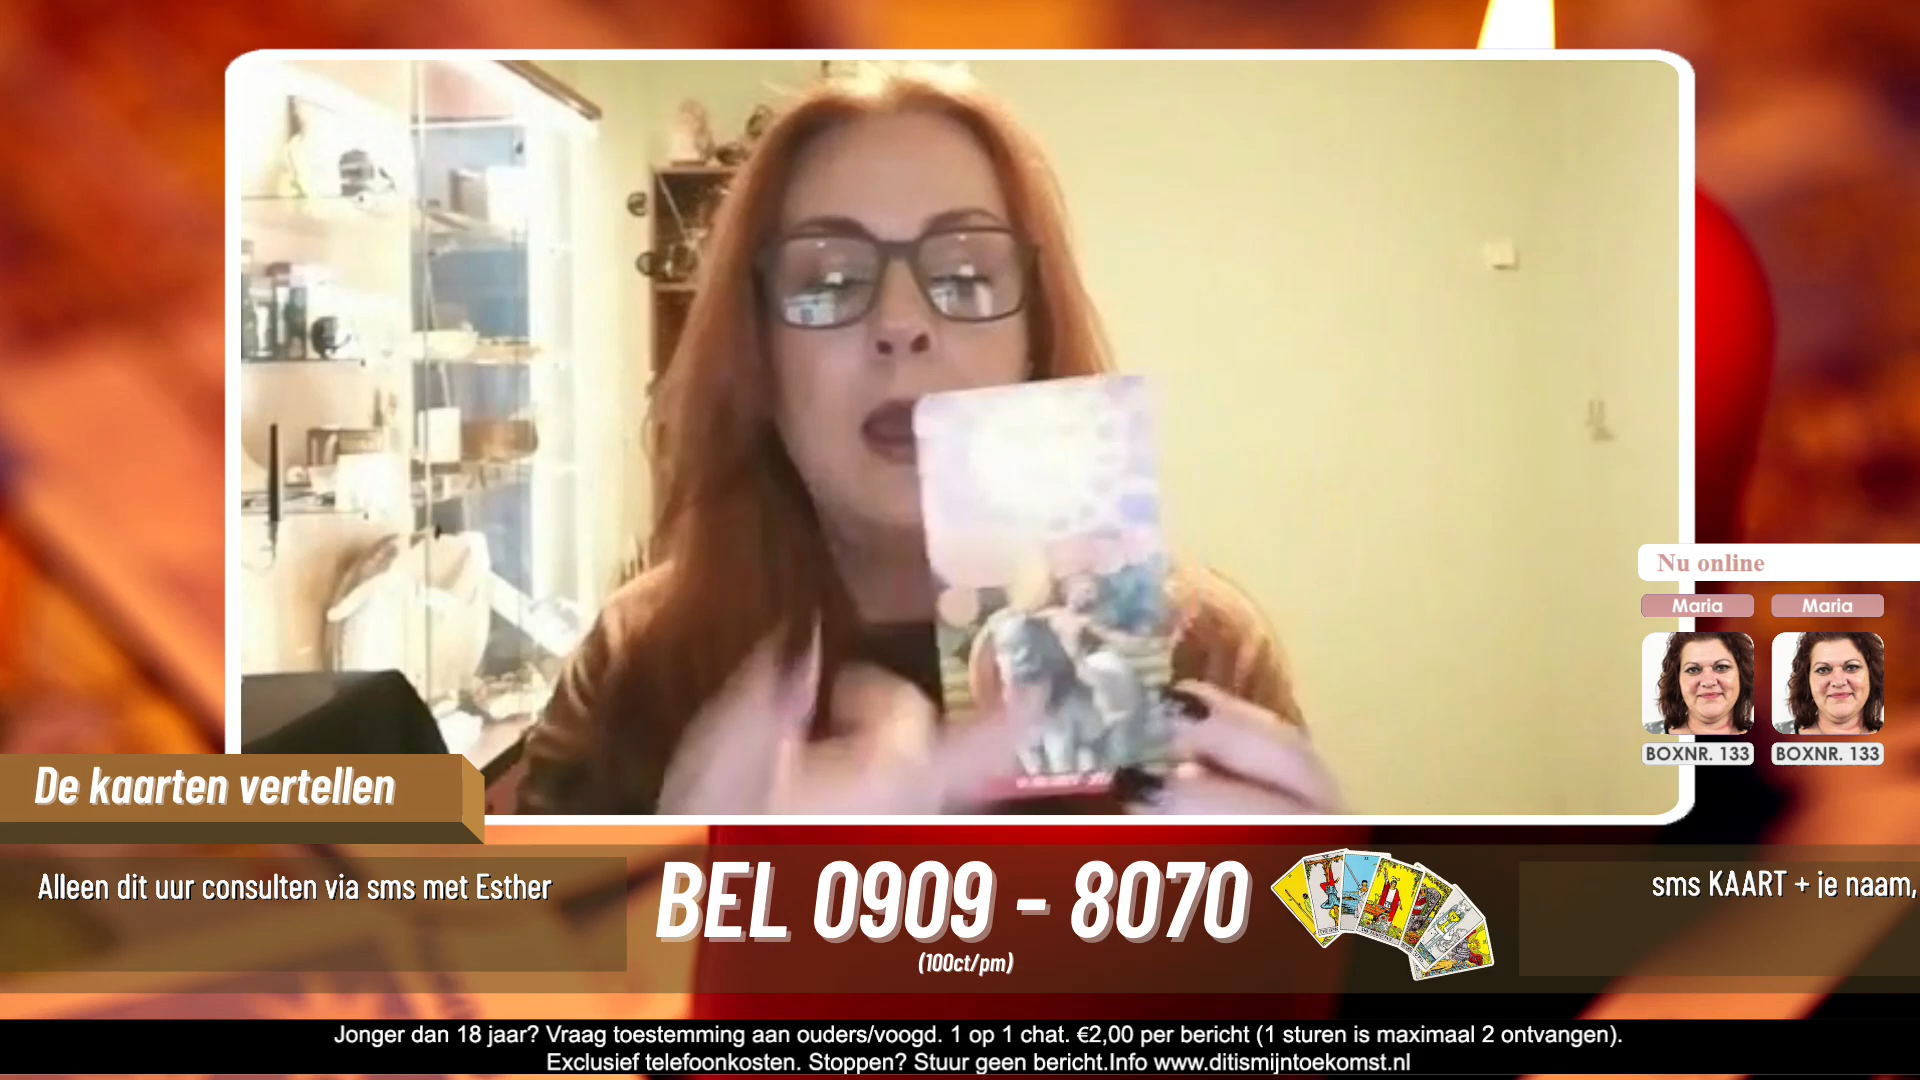 Nu online
Maria
Maria
BOXNR. 133
BOXNR. 133
De kaarten vertellen
Alleen dit uur consulten via sms met Esther
BEL 0909 - 8070
(100ct/pm)
sms KAART + je naam,
Jonger dan 18 jaar? Vraag toestemming aan ouders/voogd. 1 op 1 chat. €2,00 per bericht (1 sturen is maximaal 2 ontvangen).
Exclusief telefoonkosten. Stoppen? Stuur geen bericht.Info www.ditismijntoekomst.nl